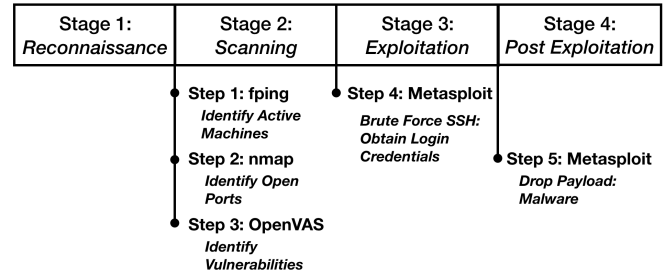 Stage 1:
Reconnaissance
Stage 2:
Scanning
Stage 3:
Exploitation
Stage 4:
Post Exploitation
Step 1: fping
Identify Active
Machines
Step 2: nmap
Identify Open
Ports
Step 3: OpenVAS
Identify
Vulnerabilities
Step 4: Metasploit
Brute Force SSH:
Obtain Login
Credentials
Step 5: Metasploit
Drop Payload:
Malware